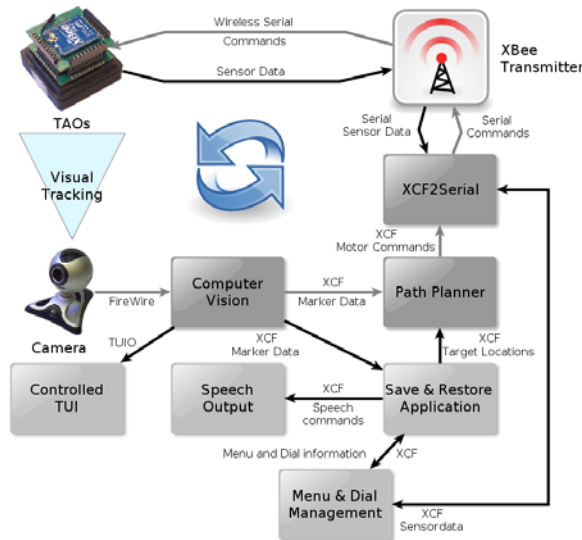 Wireless Serial
Commands
Sensor Data
XBee
Transmitter
TAOs
Serial
Sensor Data
Serial
Commands
Visual
Tracking
XCF2Serial
XCF
Motor Commands
Computer
Vision
FireWire
XCF
Marker Data
Path Planner
Camera
TUIO
XCF
Marker Data
XCF
Target Locations
Controlled
TUI
Speech
Output
XCF
Speech
commands
Save & Restore
Application
Menu and Dial information
XCF
Menu & Dial
Management
XCF
Sensordata